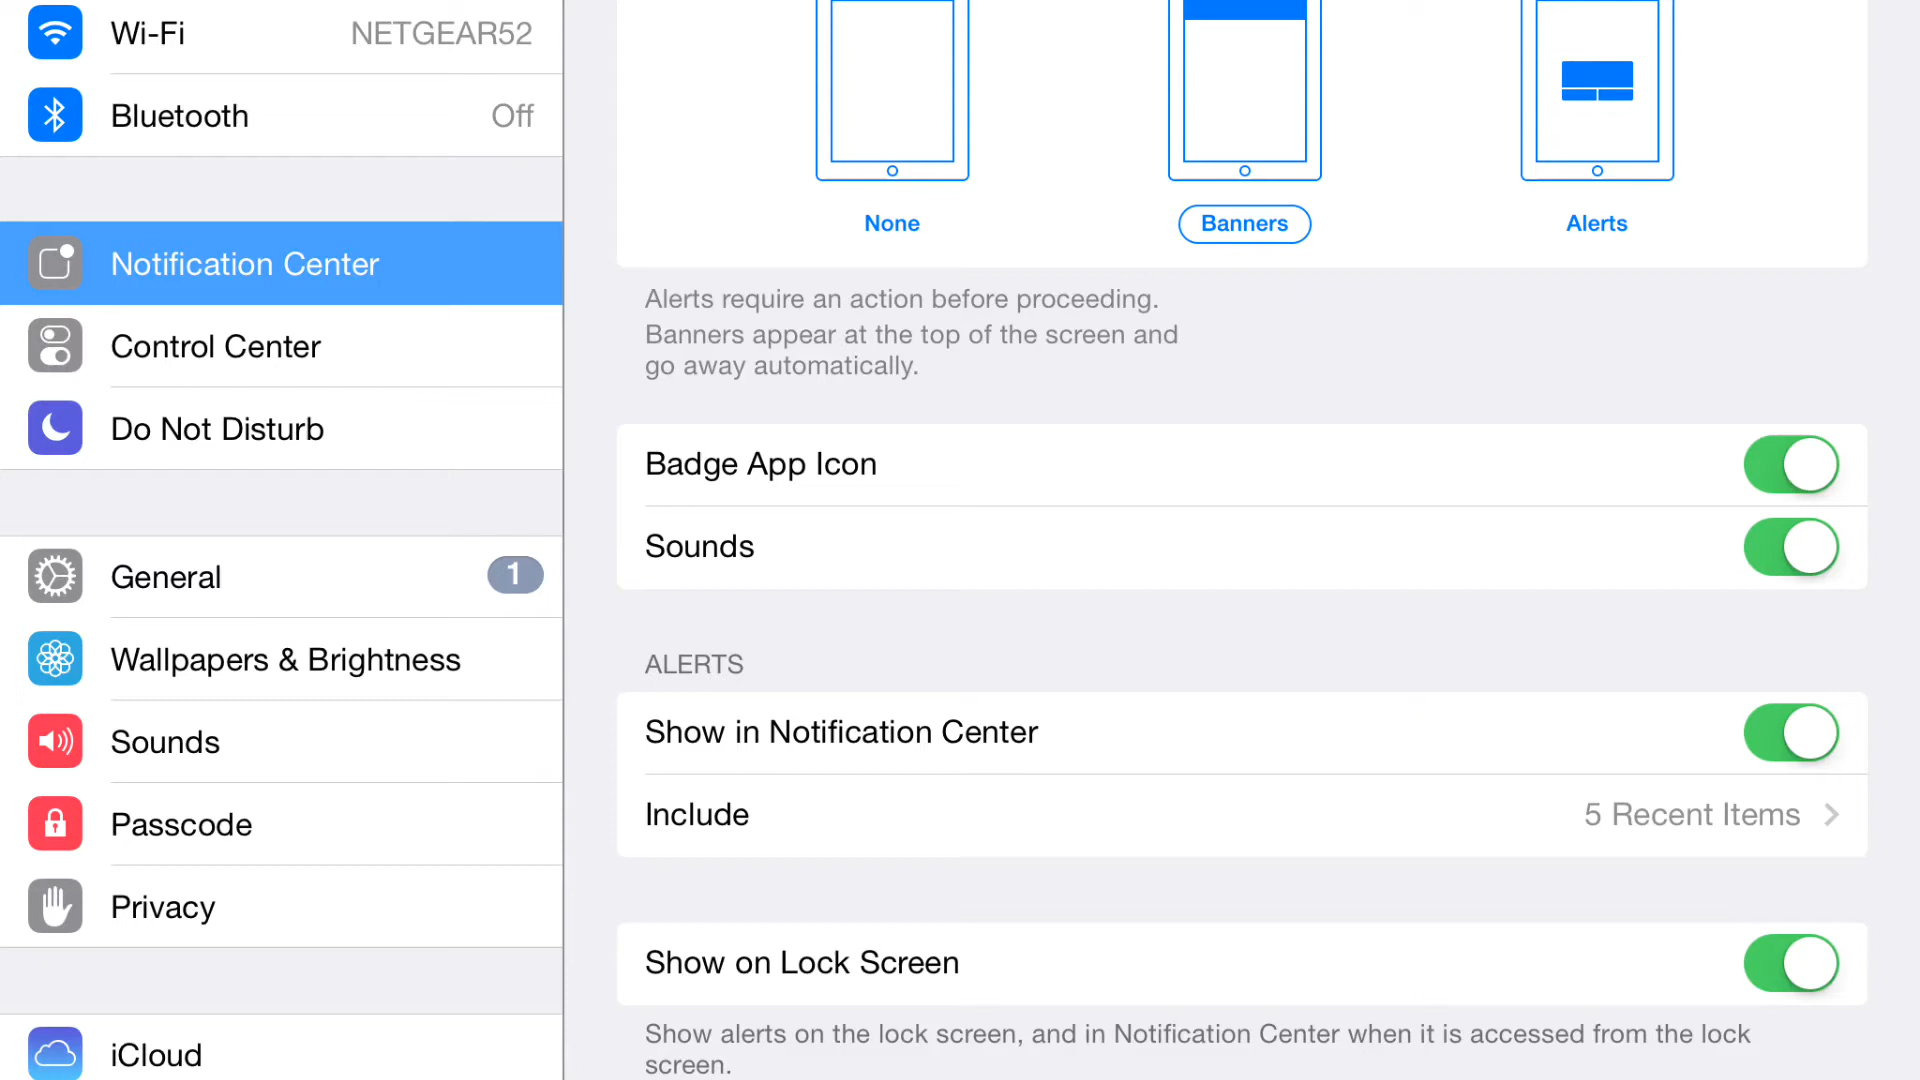 Wi-Fi NETGEAR52
Bluetooth Off
Notification Center
Control Center
Do Not Disturb
General 1
Wallpapers & Brightness
Sounds
Passcode
Privacy
iCloud
None Banners Alerts
Alerts require an action before proceeding.
Banners appear at the top of the screen and
go away automatically.
Badge App Icon
Sounds
ALERTS
Show in Notification Center
Include 5 Recent Items
Show on Lock Screen
Show alerts on the lock screen, and in Notification Center when it is accessed from the lock
screen.